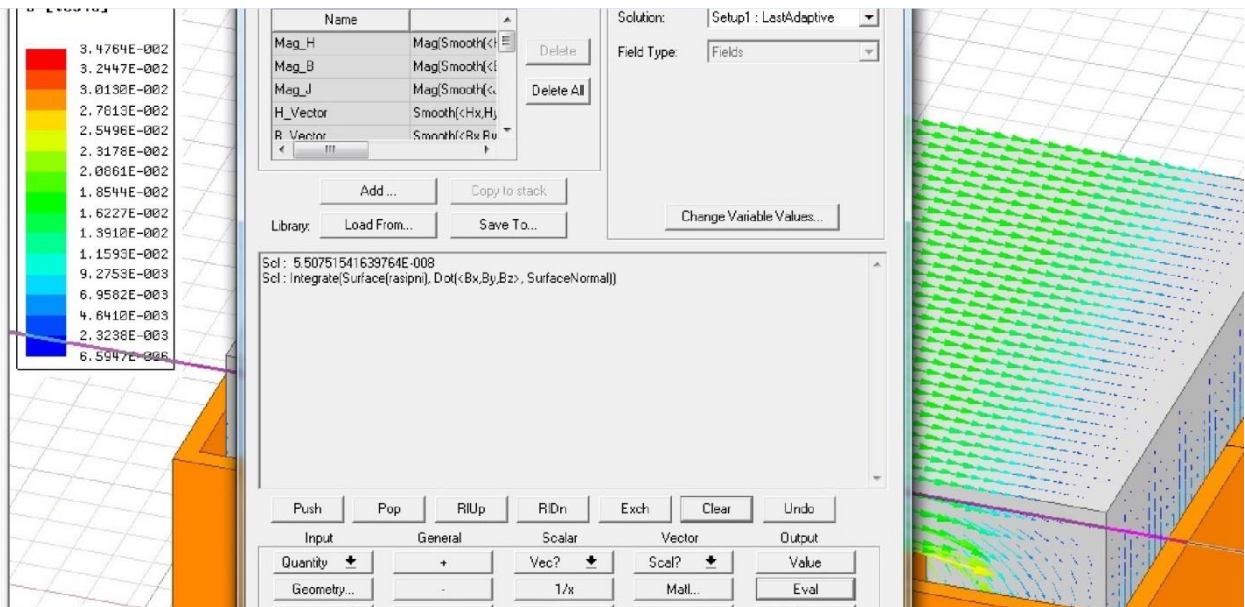 3.4764E-002
3.2447E-002
3.0130E-002
2.7813E-002
2.5496E-002
2.3178E-002
2.0861E-002
1.8544E-002
1.6227E-002
1.3910E-002
1.1593E-002
9.2753E-003
6.9582E-003
4.6410E-003
2.3238E-003
6.5947E-006
Name
Mag_H Mag(Smooth(<H
Mag_B Mag(Smooth(<B
Mag_J Mag(Smooth(<J
H_Vector Smooth(<Hx,Hy
B_Vector Smooth(<Bx,By
Delete
Delete All
Solution: Setup1 : LastAdaptive
Field Type: Fields
Add ... Copy to stack
Library: Load From... Save To...
Change Variable Values...
Scl : 5.50751541639764E-008
Scl : Integrate(Surface(rasipni), Dot(<Bx,By,Bz>, SurfaceNormal))
Push Pop RlUp RlDn Exch Clear Undo
Input General Scalar Vector Output
Quantity + Vec? Scal? Value
Geometry... - 1/x Matl... Eval